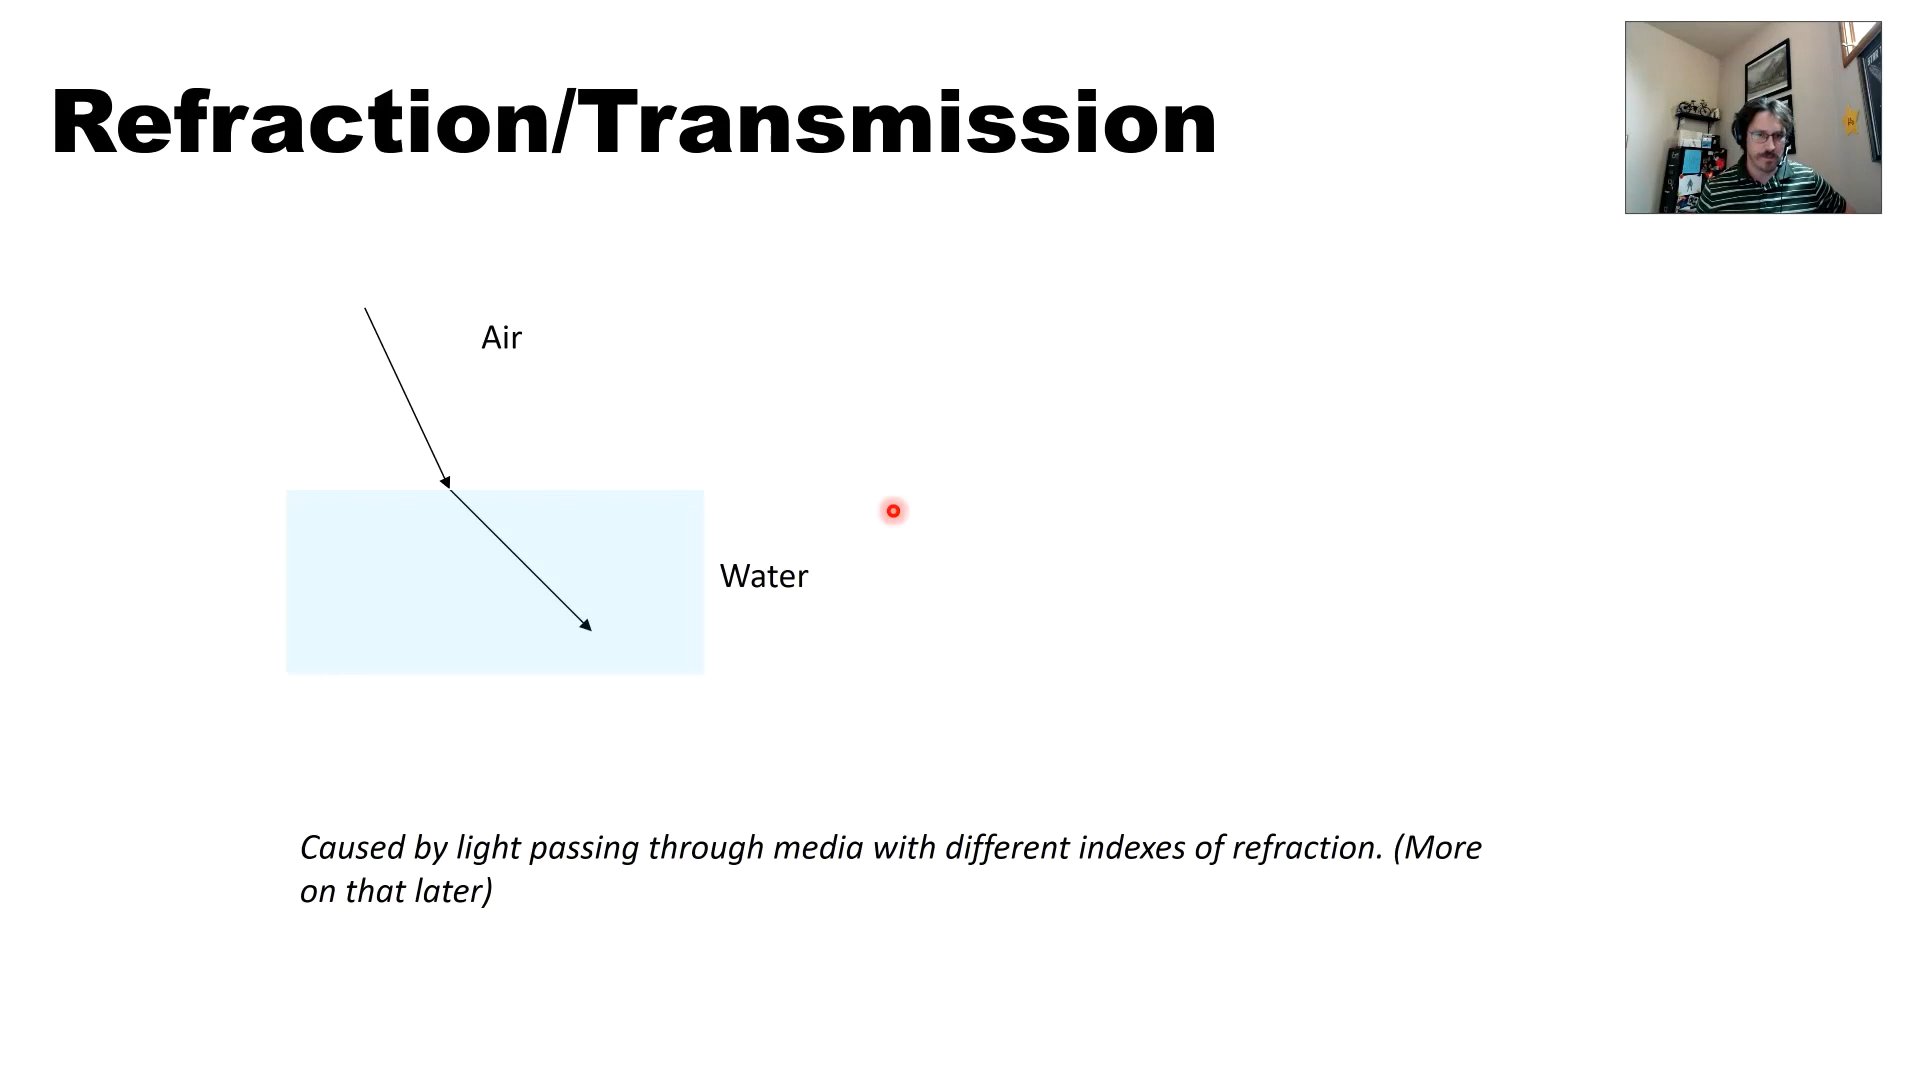 Refraction/Transmission
Air
Water
Caused by light passing through media with different indexes of refraction. (More
on that later)